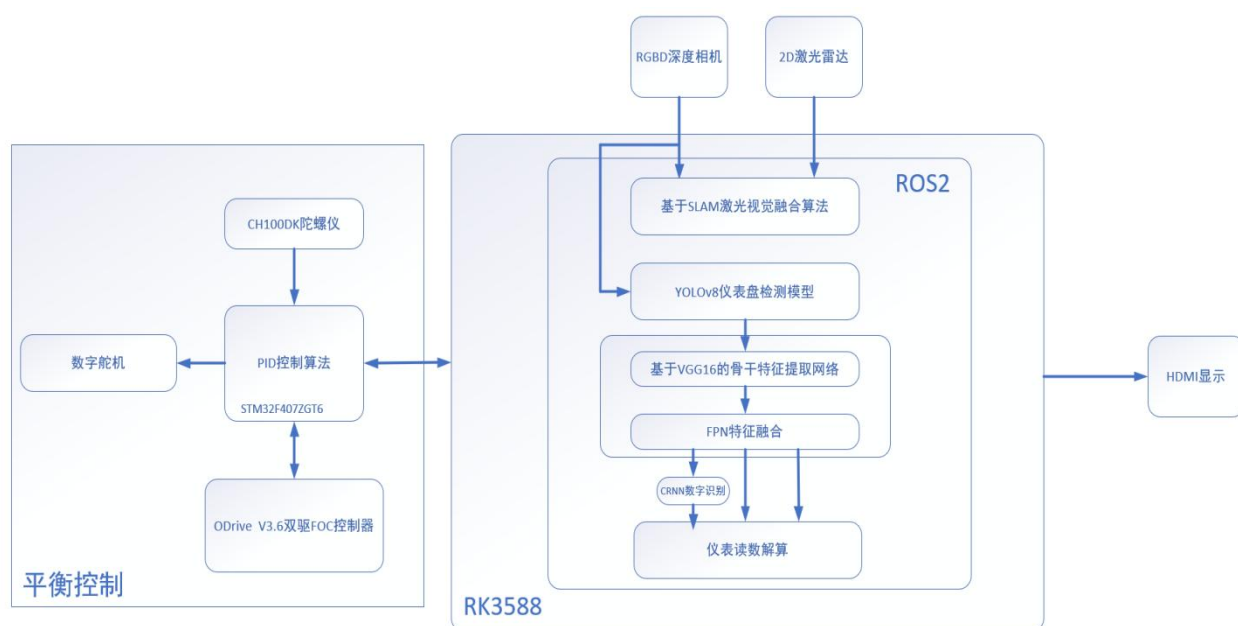 RGBD深度相机
2D激光雷达
ROS2
基于SLAM激光视觉融合算法
CH100DK陀螺仪
YOLOv8仪表盘检测模型
数字舵机
PID控制算法
STM32F407ZGT6
基于VGG16的骨干特征提取网络
HDMI显示
FPN特征融合
CRNN数字识别
ODrive V3.6双驱FOC控制器
仪表读数解算
平衡控制
RK3588